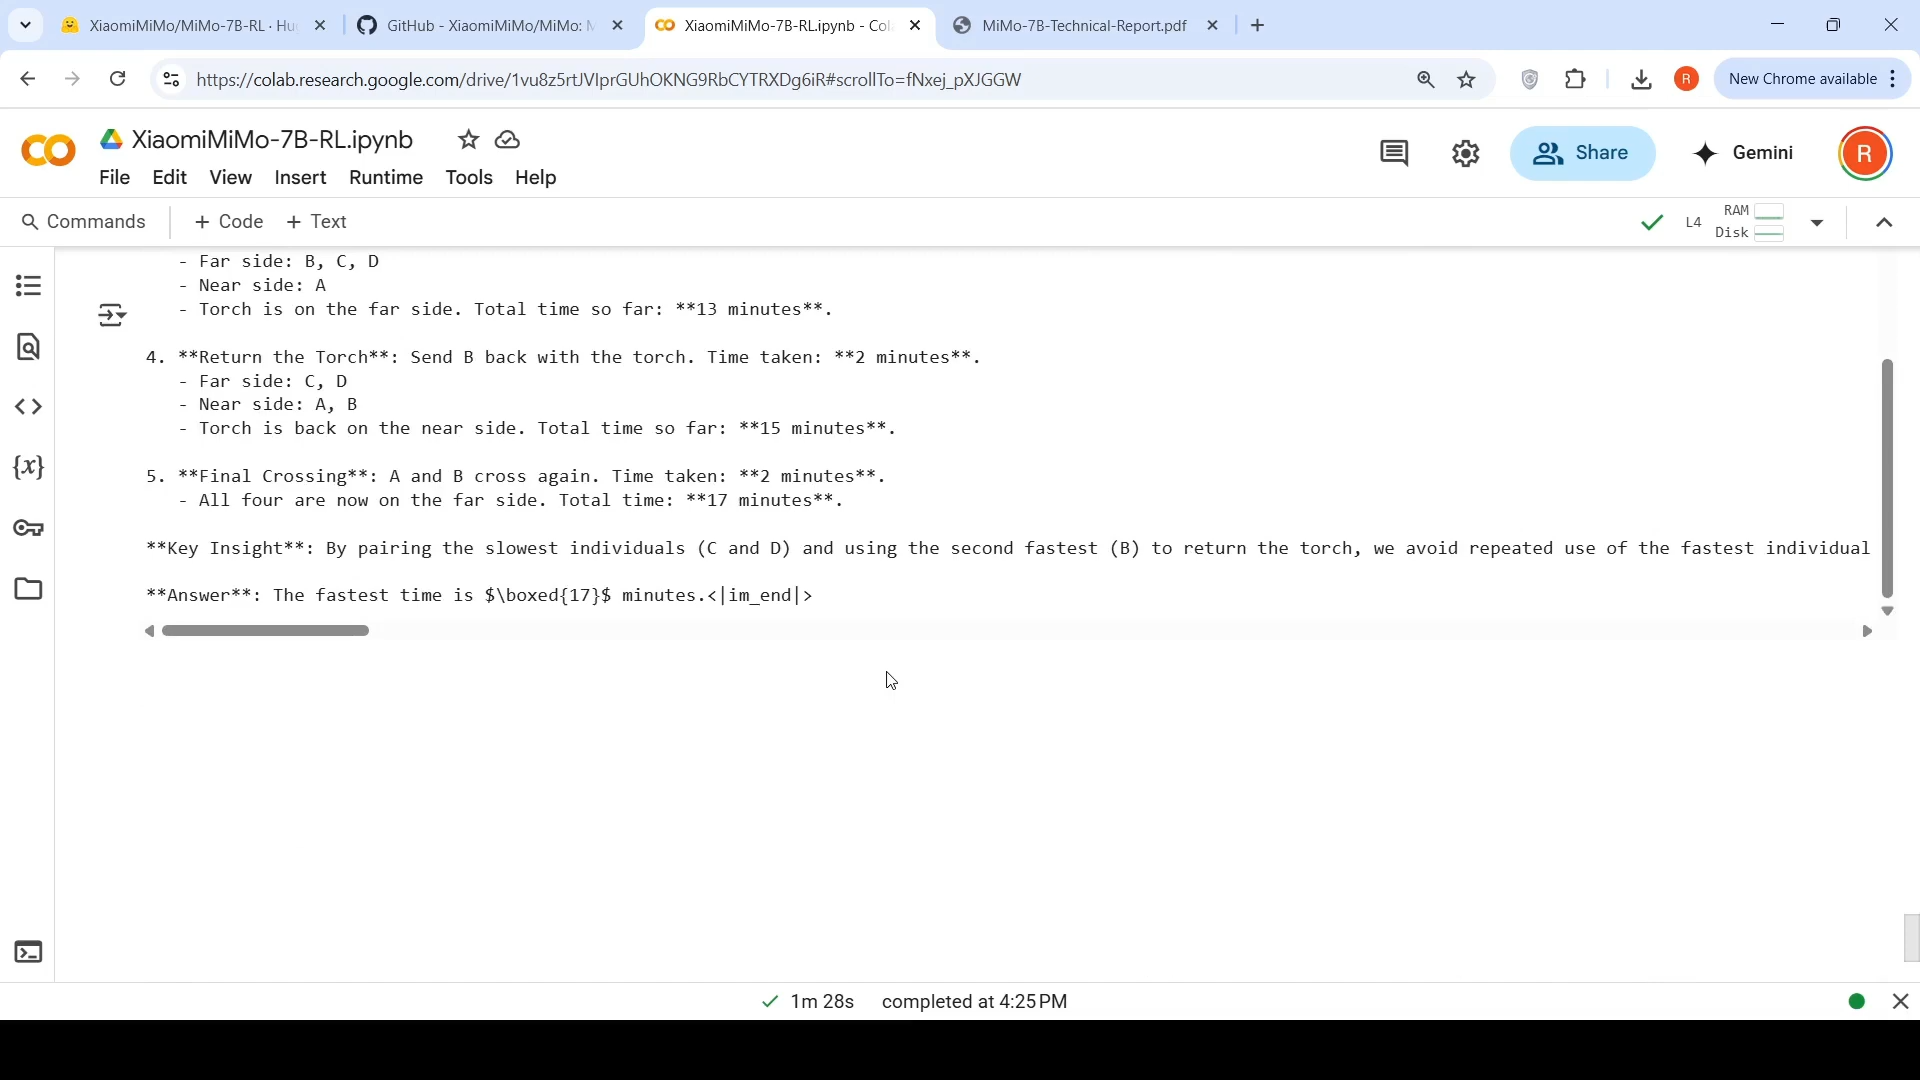 XiaomiMiMo/MiMo-7B-RL · Hu
GitHub - XiaomiMiMo/MiMo: M
XiaomiMiMo-7B-RL.ipynb - Col
MiMo-7B-Technical-Report.pdf
https://colab.research.google.com/drive/1vu8z5rtJVIprGUhOKNG9RbCYTRXDg6iR#scrollTo=fNxej_pXJGGW
R
New Chrome available
XiaomiMiMo-7B-RL.ipynb
Share
Gemini
R
File Edit View Insert Runtime Tools Help
Commands + Code + Text
L4
RAM
Disk
- Far side: B, C, D
- Near side: A
- Torch is on the far side. Total time so far: **13 minutes**.
4. **Return the Torch**: Send B back with the torch. Time taken: **2 minutes**.
- Far side: C, D
- Near side: A, B
- Torch is back on the near side. Total time so far: **15 minutes**.
5. **Final Crossing**: A and B cross again. Time taken: **2 minutes**.
- All four are now on the far side. Total time: **17 minutes**.
**Key Insight**: By pairing the slowest individuals (C and D) and using the second fastest (B) to return the torch, we avoid repeated use of the fastest individual
**Answer**: The fastest time is $\boxed{17}$ minutes.<|im_end|>
1m 28s completed at 4:25 PM